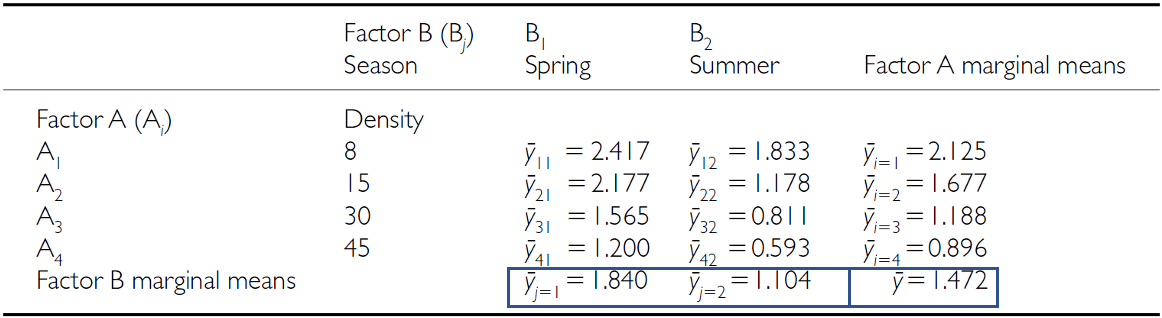 Factor B (Bj) B1 B2
Season Spring Summer Factor A marginal means
Factor A (Ai) Density
A1 8 ȳ11 = 2.417 ȳ12 = 1.833 ȳi=1 = 2.125
A2 15 ȳ21 = 2.177 ȳ22 = 1.178 ȳi=2 = 1.677
A3 30 ȳ31 = 1.565 ȳ32 = 0.811 ȳi=3 = 1.188
A4 45 ȳ41 = 1.200 ȳ42 = 0.593 ȳi=4 = 0.896
Factor B marginal means ȳj=1 = 1.840 ȳj=2 = 1.104 ȳ = 1.472